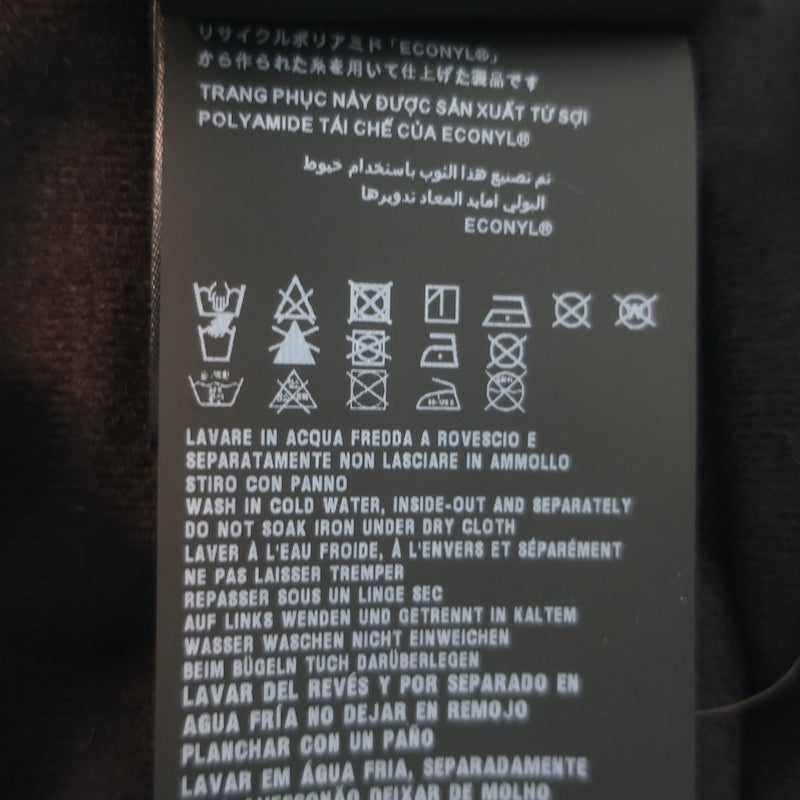 リサイクルポリアミド「ECONYL®」
から作られた糸を用いて仕上げた製品です
TRANG PHỤC NÀY ĐƯỢC SẢN XUẤT TỪ SỢI
POLYAMIDE TÁI CHẾ CỦA ECONYL®
تم تصنيع هذا الثوب باستخدام خيوط
البولي امايد المعاد تدويرها
ECONYL®
LAVARE IN ACQUA FREDDA A ROVESCIO E
SEPARATAMENTE NON LASCIARE IN AMMOLLO
STIRO CON PANNO
WASH IN COLD WATER, INSIDE-OUT AND SEPARATELY
DO NOT SOAK IRON UNDER DRY CLOTH
LAVER À L'EAU FROIDE, À L'ENVERS ET SÉPARÉMENT
NE PAS LAISSER TREMPER
REPASSER SOUS UN LINGE SEC
AUF LINKS WENDEN UND GETRENNT IN KALTEM
WASSER WASCHEN NICHT EINWEICHEN
BEIM BÜGELN TUCH DARÜBERLEGEN
LAVAR DEL REVÉS Y POR SEPARADO EN
AGUA FRÍA NO DEJAR EN REMOJO
PLANCHAR CON UN PAÑO
LAVAR EM ÁGUA FRIA, SEPARADAMENTE
DEIXAR DE MOLHO